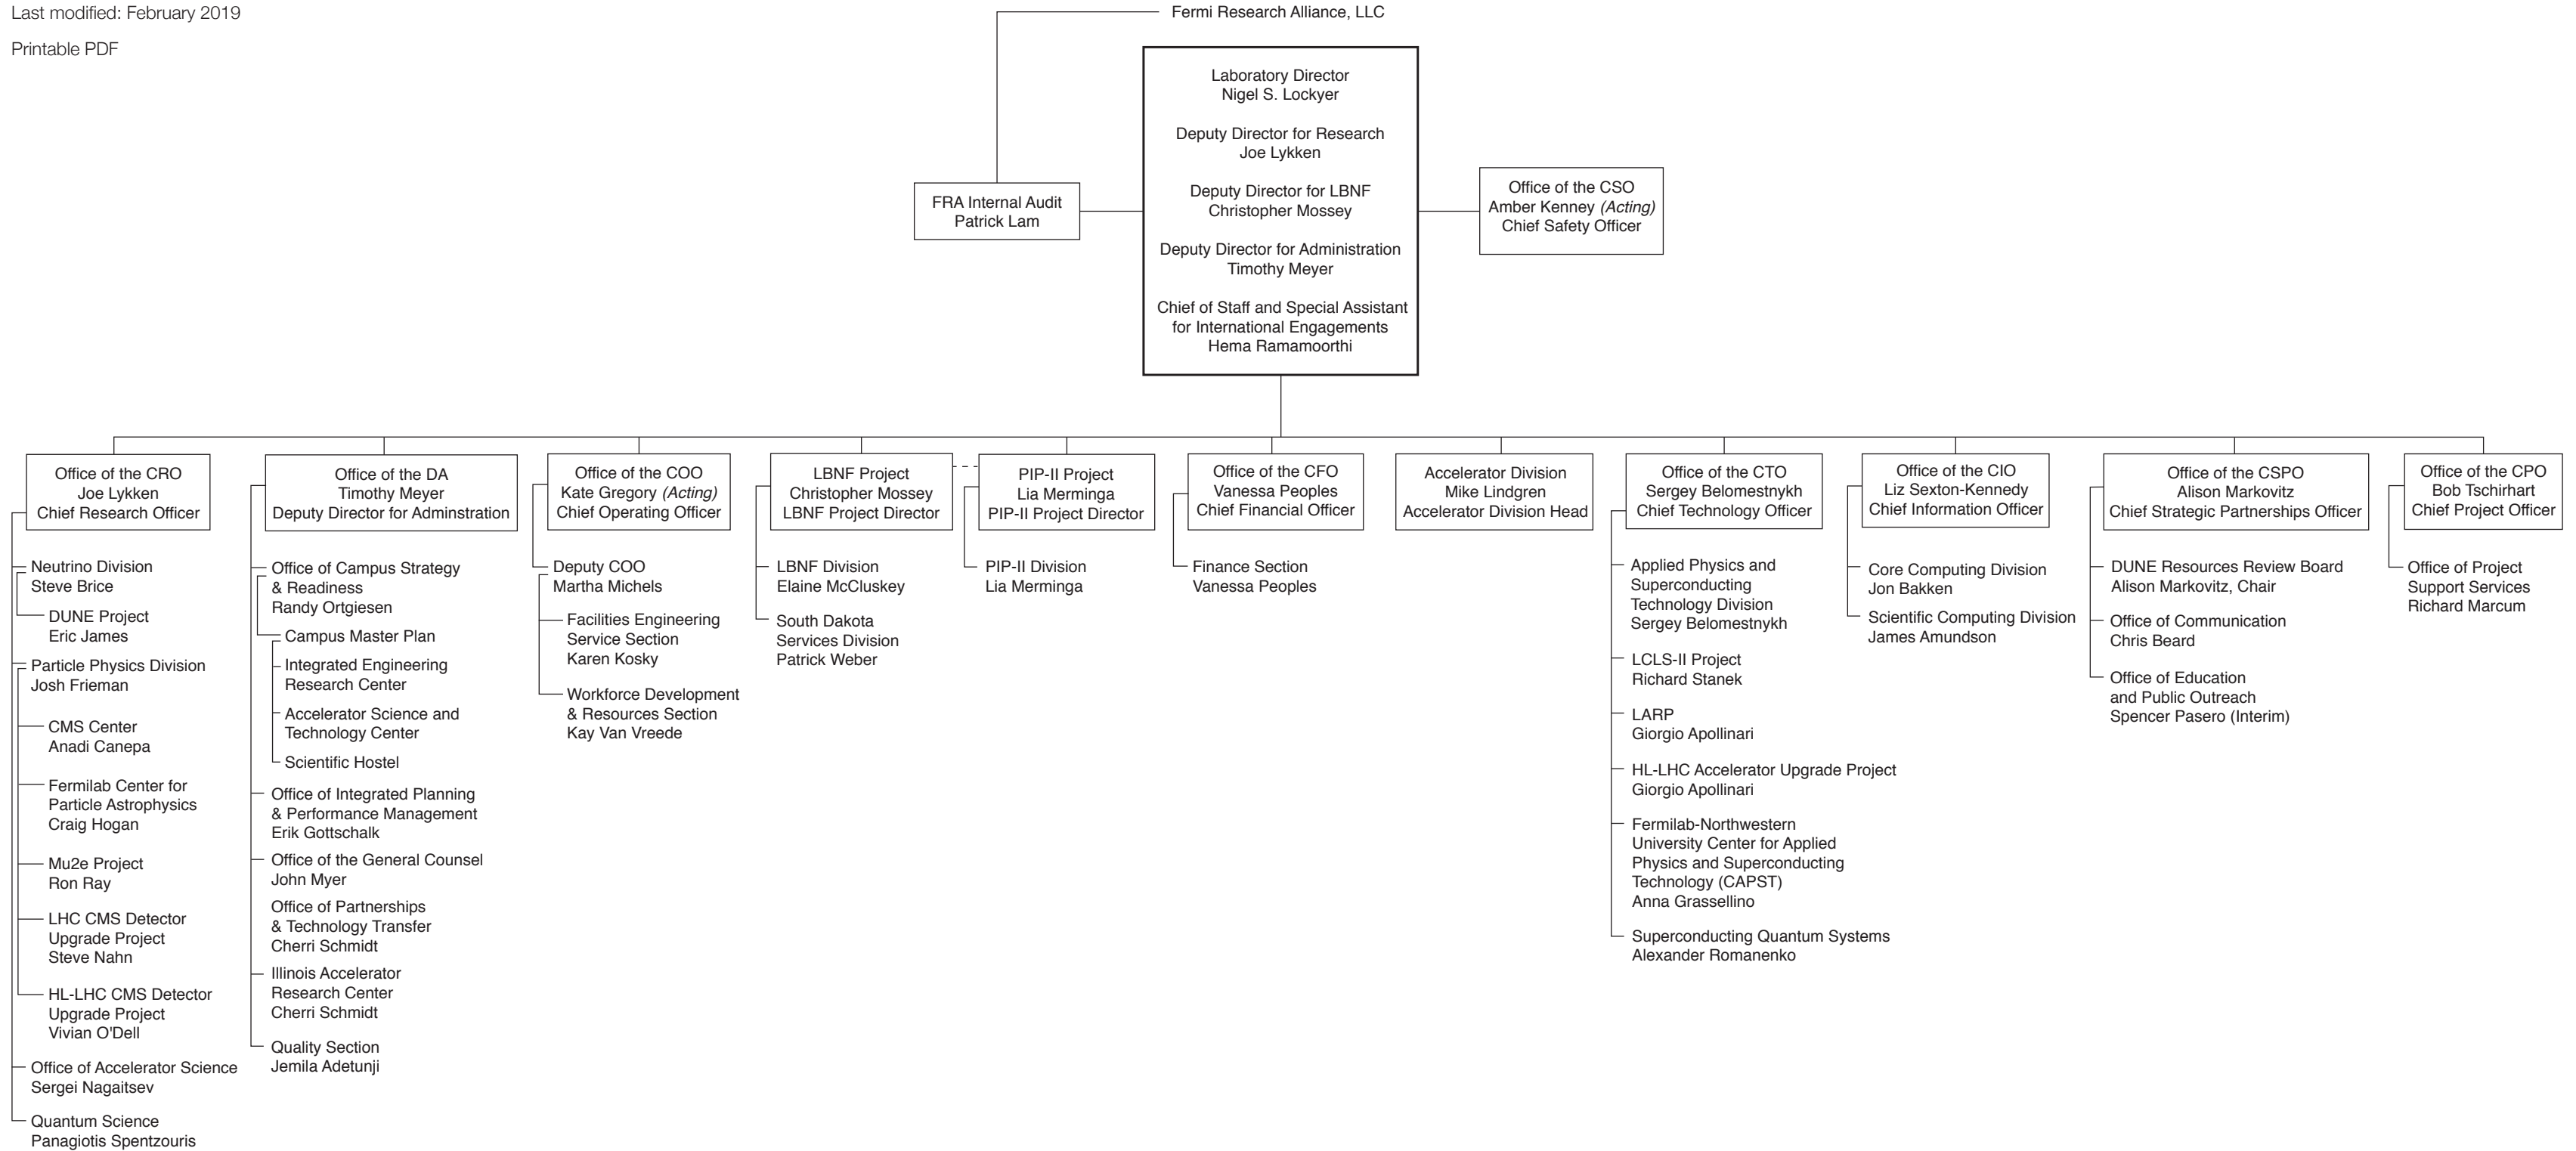 Last modified: February 2019
Printable PDF
Fermi Research Alliance, LLC
Laboratory Director
Nigel S. Lockyer
Deputy Director for Research
Joe Lykken
Deputy Director for LBNF
Christopher Mossey
Deputy Director for Administration
Timothy Meyer
Chief of Staff and Special Assistant
for International Engagements
Hema Ramamoorthi
FRA Internal Audit
Patrick Lam
Office of the CSO
Amber Kenney (Acting)
Chief Safety Officer
Office of the CRO
Joe Lykken
Chief Research Officer
Neutrino Division
Steve Brice
DUNE Project
Eric James
Particle Physics Division
Josh Frieman
CMS Center
Anadi Canepa
Fermilab Center for
Particle Astrophysics
Craig Hogan
Mu2e Project
Ron Ray
LHC CMS Detector
Upgrade Project
Steve Nahn
HL-LHC CMS Detector
Upgrade Project
Vivian O'Dell
Office of Accelerator Science
Sergei Nagaitsev
Quantum Science
Panagiotis Spentzouris
Office of the DA
Timothy Meyer
Deputy Director for Adminstration
Office of Campus Strategy
& Readiness
Randy Ortgiesen
Campus Master Plan
Integrated Engineering
Research Center
Accelerator Science and
Technology Center
Scientific Hostel
Office of Integrated Planning
& Performance Management
Erik Gottschalk
Office of the General Counsel
John Myer
Office of Partnerships
& Technology Transfer
Cherri Schmidt
Illinois Accelerator
Research Center
Cherri Schmidt
Quality Section
Jemila Adetunji
Office of the COO
Kate Gregory (Acting)
Chief Operating Officer
Deputy COO
Martha Michels
Facilities Engineering
Service Section
Karen Kosky
Workforce Development
& Resources Section
Kay Van Vreede
LBNF Project
Christopher Mossey
LBNF Project Director
LBNF Division
Elaine McCluskey
South Dakota
Services Division
Patrick Weber
PIP-II Project
Lia Merminga
PIP-II Project Director
PIP-II Division
Lia Merminga
Office of the CFO
Vanessa Peoples
Chief Financial Officer
Finance Section
Vanessa Peoples
Accelerator Division
Mike Lindgren
Accelerator Division Head
Office of the CTO
Sergey Belomestnykh
Chief Technology Officer
Applied Physics and
Superconducting
Technology Division
Sergey Belomestnykh
LCLS-II Project
Richard Stanek
LARP
Giorgio Apollinari
HL-LHC Accelerator Upgrade Project
Giorgio Apollinari
Fermilab-Northwestern
University Center for Applied
Physics and Superconducting
Technology (CAPST)
Anna Grassellino
Superconducting Quantum Systems
Alexander Romanenko
Office of the CIO
Liz Sexton-Kennedy
Chief Information Officer
Core Computing Division
Jon Bakken
Scientific Computing Division
James Amundson
Office of the CSPO
Alison Markovitz
Chief Strategic Partnerships Officer
DUNE Resources Review Board
Alison Markovitz, Chair
Office of Communication
Chris Beard
Office of Education
and Public Outreach
Spencer Pasero (Interim)
Office of the CPO
Bob Tschirhart
Chief Project Officer
Office of Project
Support Services
Richard Marcum